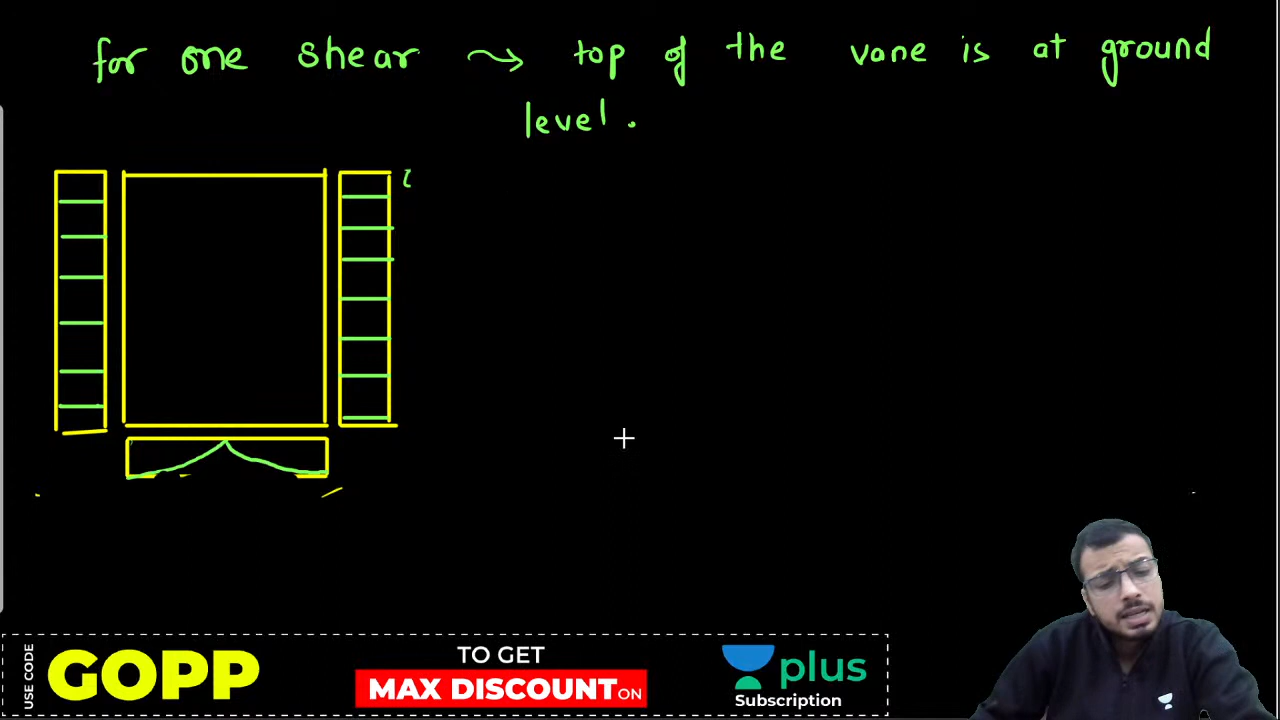 for one shear → top of the vane is at ground
level.
USE CODE
GOPP
TO GET
MAX DISCOUNT ON
plus
Subscription